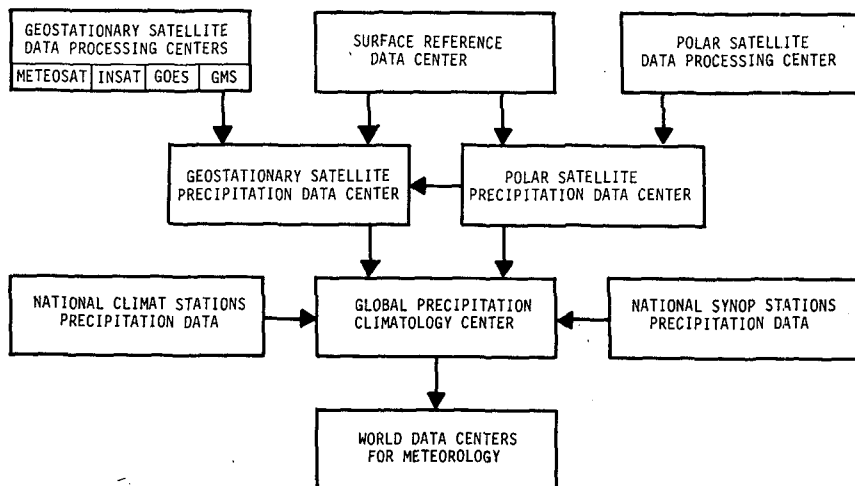 GEOSTATIONARY SATELLITE
DATA PROCESSING CENTERS
METEOSAT INSAT GOES GMS
SURFACE REFERENCE
DATA CENTER
POLAR SATELLITE
DATA PROCESSING CENTER
GEOSTATIONARY SATELLITE
PRECIPITATION DATA CENTER
POLAR SATELLITE
PRECIPITATION DATA CENTER
NATIONAL CLIMAT STATIONS
PRECIPITATION DATA
GLOBAL PRECIPITATION
CLIMATOLOGY CENTER
NATIONAL SYNOP STATIONS
PRECIPITATION DATA
WORLD DATA CENTERS
FOR METEOROLOGY